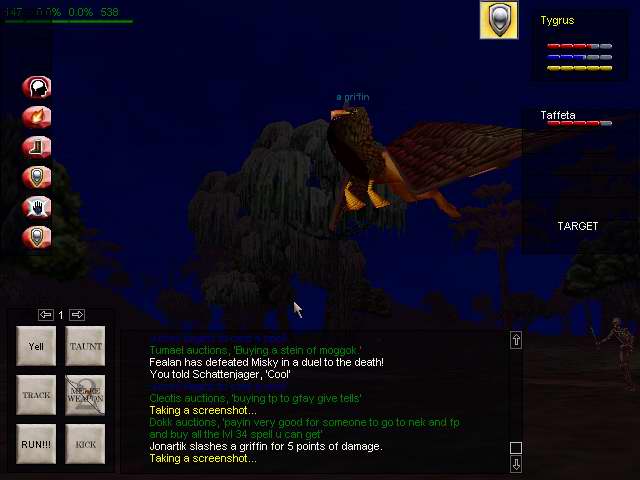 147 0.0% 0.0% 538
Tygrus
a griffin
Taffeta
TARGET
1
Yell
TAUNT
TRACK
MELEE
WEAPON
2
RUN!!!
KICK
Tumael auctions, 'Buying a stein of moggok.'
Fealan has defeated Misky in a duel to the death!
You told Schattenjager, 'Cool'
Cleotis auctions, 'buying tp to gfay give tells'
Taking a screenshot...
Dokk auctions, 'payin very good for someone to go to nek and fp
and buy all the lvl 34 spell u can get'
Jonartik slashes a griffin for 5 points of damage.
Taking a screenshot...